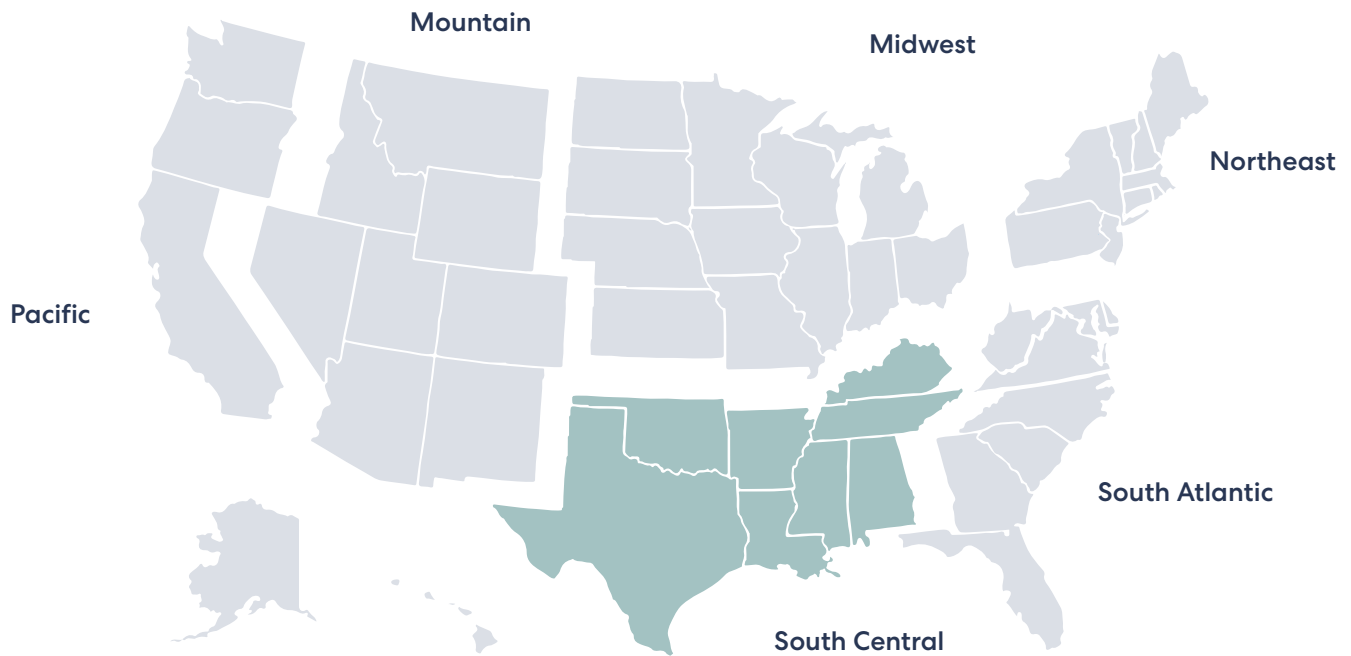 Mountain
Midwest
Northeast
Pacific
South Atlantic
South Central